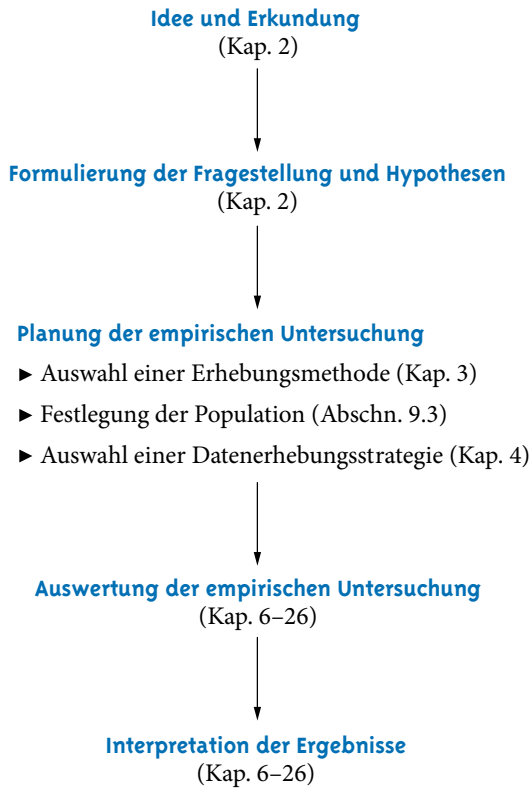 Idee und Erkundung
(Kap. 2)
Formulierung der Fragestellung und Hypothesen
(Kap. 2)
Planung der empirischen Untersuchung
► Auswahl einer Erhebungsmethode (Kap. 3)
► Festlegung der Population (Abschn. 9.3)
► Auswahl einer Datenerhebungsstrategie (Kap. 4)
Auswertung der empirischen Untersuchung
(Kap. 6–26)
Interpretation der Ergebnisse
(Kap. 6–26)